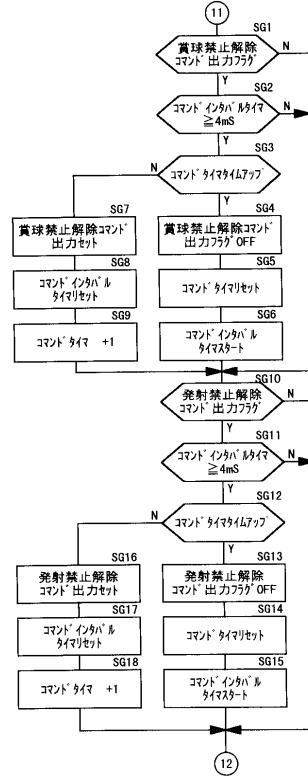 11
SG1
賞球禁止解除
コマンド出力フラグ
N
Y
SG2
コマンドインタバルタイマ
≧4mS
N
Y
SG3
コマンドタイマタイムアップ
N
Y
SG7
賞球禁止解除コマンド
出力セット
SG8
コマンドインタバル
タイマリセット
SG9
コマンドタイマ +1
SG4
賞球禁止解除コマンド
出力フラグOFF
SG5
コマンドタイマリセット
SG6
コマンドインタバル
タイマスタート
SG10
発射禁止解除
コマンド出力フラグ
N
Y
SG11
コマンドインタバルタイマ
≧4mS
N
Y
SG12
コマンドタイマタイムアップ
N
Y
SG16
発射禁止解除
コマンド出力セット
SG17
コマンドインタバル
タイマリセット
SG18
コマンドタイマ +1
SG13
発射禁止解除
コマンド出力フラグOFF
SG14
コマンドタイマリセット
SG15
コマンドインタバル
タイマスタート
12